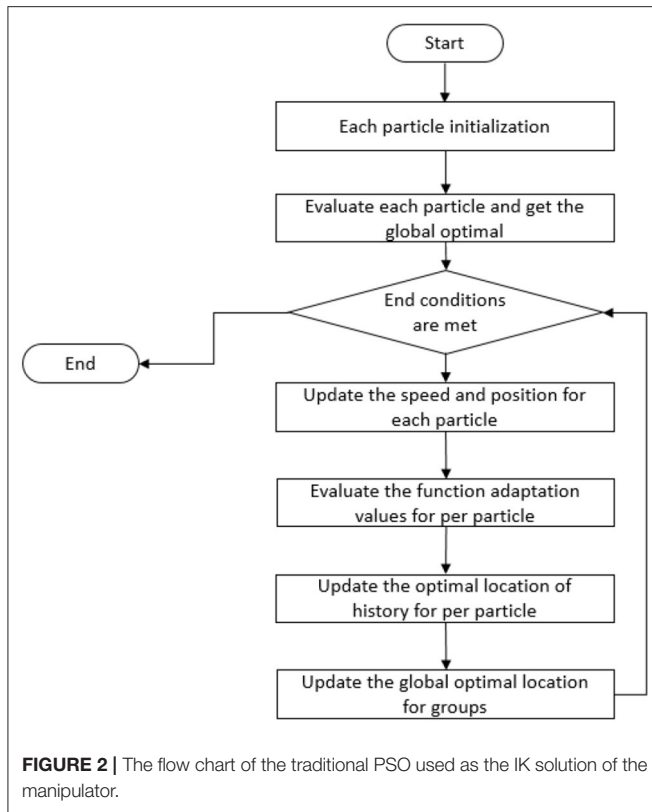 Start
Each particle initialization
Evaluate each particle and get the
global optimal
End conditions
are met
End
Update the speed and position for
each particle
Evaluate the function adaptation
values for per particle
Update the optimal location of
history for per particle
Update the global optimal location
for groups
FIGURE 2 | The flow chart of the traditional PSO used as the IK solution of the
manipulator.